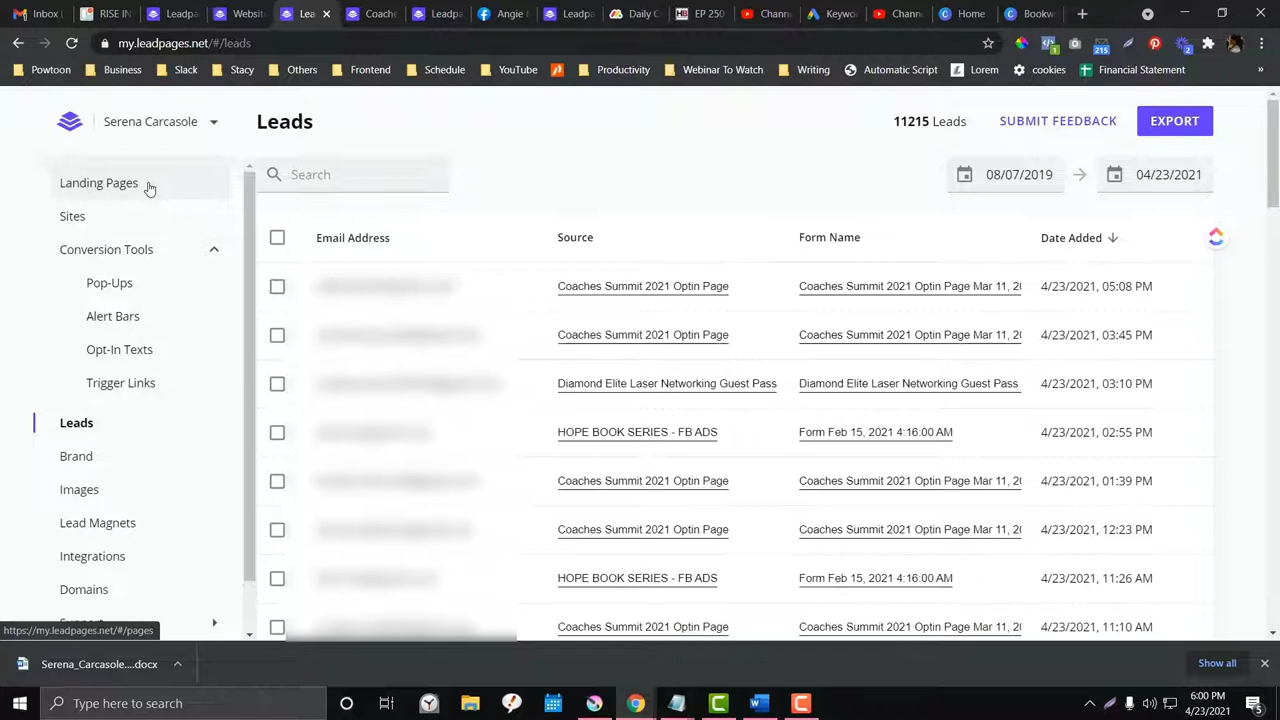 Inbox
RISE IN
Leadpa
Website
Lea
Coache
Leadpa
Angie
Leadpa
Daily C
EP 250
Chann
Keywo
Chann
Home
Bookw
my.leadpages.net/#/leads
Powtoon
Business
Slack
Stacy
Others
Frontend
Schedule
YouTube
Productivity
Webinar To Watch
Writing
Automatic Script
Lorem
cookies
Financial Statement
»
Serena Carcasole
Leads
11215 Leads
SUBMIT FEEDBACK
EXPORT
Landing Pages
Search
08/07/2019
04/23/2021
Sites
Conversion Tools
Email Address
Source
Form Name
Date Added
Pop-Ups
Coaches Summit 2021 Optin Page
Coaches Summit 2021 Optin Page Mar 11, 20
4/23/2021, 05:08 PM
Alert Bars
Coaches Summit 2021 Optin Page
Coaches Summit 2021 Optin Page Mar 11, 20
4/23/2021, 03:45 PM
Opt-In Texts
Trigger Links
Diamond Elite Laser Networking Guest Pass
Diamond Elite Laser Networking Guest Pass
4/23/2021, 03:10 PM
Leads
HOPE BOOK SERIES - FB ADS
Form Feb 15, 2021 4:16:00 AM
4/23/2021, 02:55 PM
Brand
Images
Coaches Summit 2021 Optin Page
Coaches Summit 2021 Optin Page Mar 11, 20
4/23/2021, 01:39 PM
Lead Magnets
Coaches Summit 2021 Optin Page
Coaches Summit 2021 Optin Page Mar 11, 20
4/23/2021, 12:23 PM
Integrations
HOPE BOOK SERIES - FB ADS
Form Feb 15, 2021 4:16:00 AM
4/23/2021, 11:26 AM
Domains
Support
Coaches Summit 2021 Optin Page
Coaches Summit 2021 Optin Page Mar 11, 20
4/23/2021, 11:10 AM
https://my.leadpages.net/#/pages
Serena_Carcasole....docx
Show all
Type here to search
6:00 PM
4/23/2021